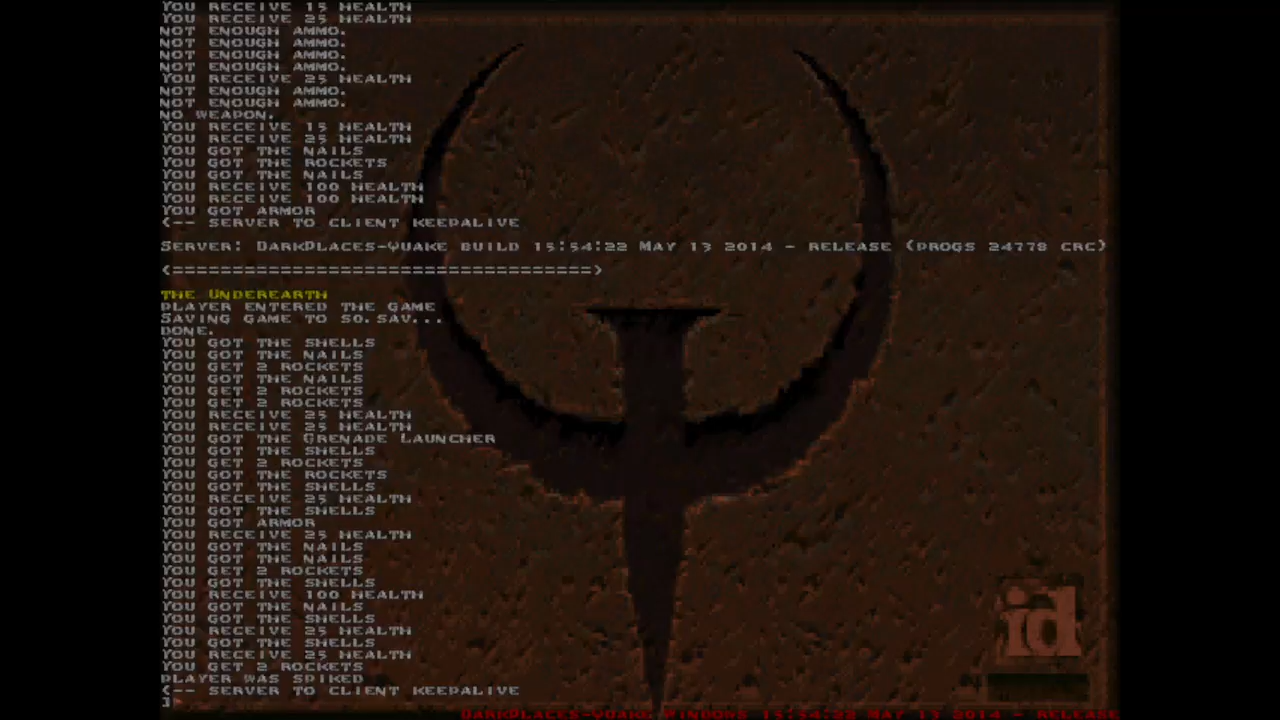 YOU RECEIVE 15 HEALTH
YOU RECEIVE 25 HEALTH
NOT ENOUGH AMMO.
NOT ENOUGH AMMO.
NOT ENOUGH AMMO.
NOT ENOUGH AMMO.
YOU RECEIVE 25 HEALTH
NOT ENOUGH AMMO.
NOT ENOUGH AMMO.
NO WEAPON.
YOU RECEIVE 15 HEALTH
YOU RECEIVE 25 HEALTH
YOU GOT THE NAILS
YOU GOT THE ROCKETS
YOU GOT THE NAILS
YOU RECEIVE 100 HEALTH
YOU RECEIVE 100 HEALTH
YOU GOT ARMOR
<-- SERVER TO CLIENT KEEPALIVE
SERVER: DARKPLACES-QUAKE BUILD 15:54:22 MAY 13 2014 - RELEASE (PROGS 24778 CRC)
<===================================>
THE UNDEREARTH
PLAYER ENTERED THE GAME
SAVING GAME TO S0.SAV...
DONE.
YOU GOT THE SHELLS
YOU GOT THE NAILS
YOU GET 2 ROCKETS
YOU GOT THE NAILS
YOU GET 2 ROCKETS
YOU GET 2 ROCKETS
YOU RECEIVE 25 HEALTH
YOU RECEIVE 25 HEALTH
YOU GOT THE GRENADE LAUNCHER
YOU GOT THE SHELLS
YOU GET 2 ROCKETS
YOU GOT THE ROCKETS
YOU GOT THE SHELLS
YOU RECEIVE 25 HEALTH
YOU GOT THE SHELLS
YOU GOT ARMOR
YOU RECEIVE 25 HEALTH
YOU GOT THE NAILS
YOU GOT THE NAILS
YOU GET 2 ROCKETS
YOU GOT THE SHELLS
YOU RECEIVE 100 HEALTH
YOU GOT THE NAILS
YOU GOT THE SHELLS
YOU RECEIVE 25 HEALTH
YOU GOT THE SHELLS
YOU RECEIVE 25 HEALTH
YOU GET 2 ROCKETS
PLAYER WAS SPIKED
<-- SERVER TO CLIENT KEEPALIVE
]
id
DARKPLACES-QUAKE WINDOWS 15:54:22 MAY 13 2014 - RELEASE